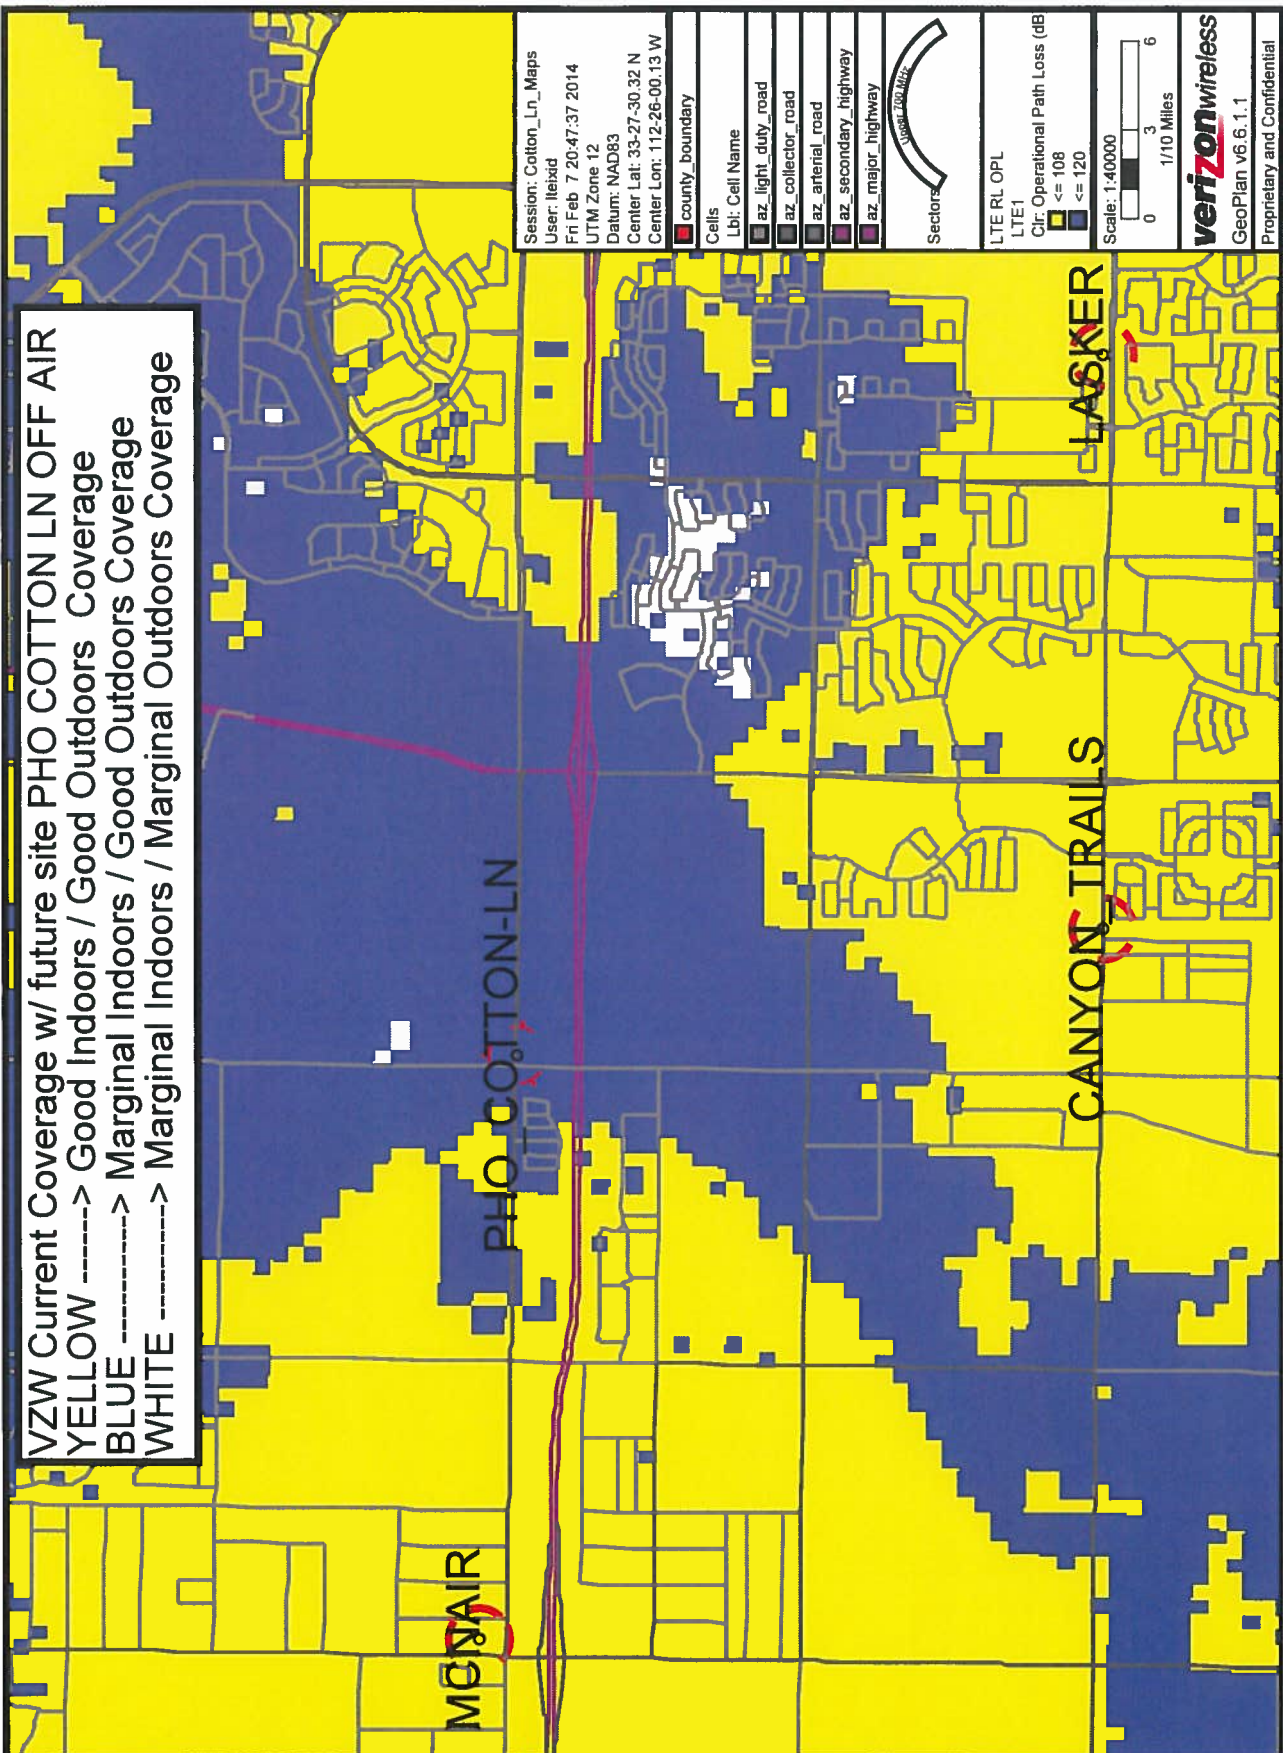 VZW Current Coverage w/ future site PHO COTTON LN OFF AIR
YELLOW -------> Good Indoors / Good Outdoors Coverage
BLUE ------------> Marginal Indoors / Good Outdoors Coverage
WHITE ----------> Marginal Indoors / Marginal Outdoors Coverage
MCNAIR
PHO_COTTON-LN
CANYON_TRAILS
LASKER
Session: Cotton_Ln_Maps
User: lteixid
Fri Feb 7 20:47:37 2014
UTM Zone 12
Datum: NAD83
Center Lat: 33-27-30.32 N
Center Lon: 112-26-00.13 W
county_boundary
Cells
Lbl: Cell Name
az_light_duty_road
az_collector_road
az_arterial_road
az_secondary_highway
az_major_highway
Upper 700 MHz
Sectors
LTE RL OPL
LTE1
Clr: Operational Path Loss (dB
<= 108
<= 120
Scale: 1:40000
0 3 6
1/10 Miles
verizonwireless
GeoPlan v6.6.1.1
Proprietary and Confidential